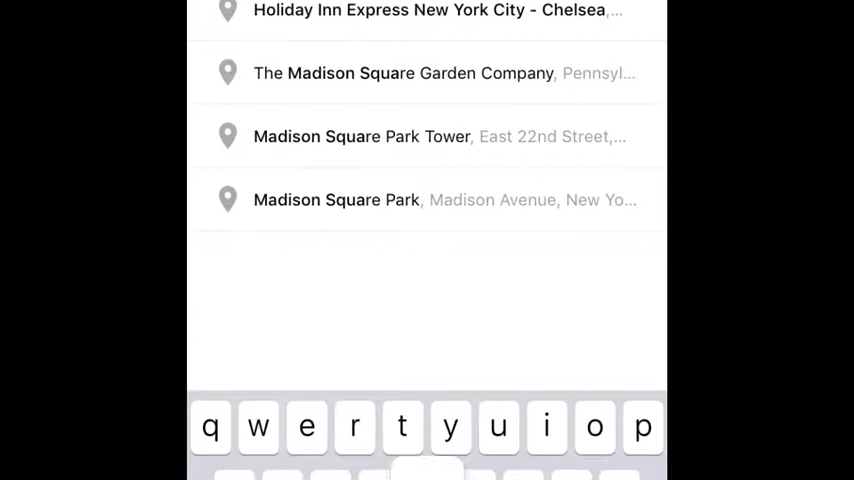 Holiday Inn Express New York City - Chelsea,...
The Madison Square Garden Company, Pennsyl...
Madison Square Park Tower, East 22nd Street,...
Madison Square Park, Madison Avenue, New Yo...
q w e r t y u i o p